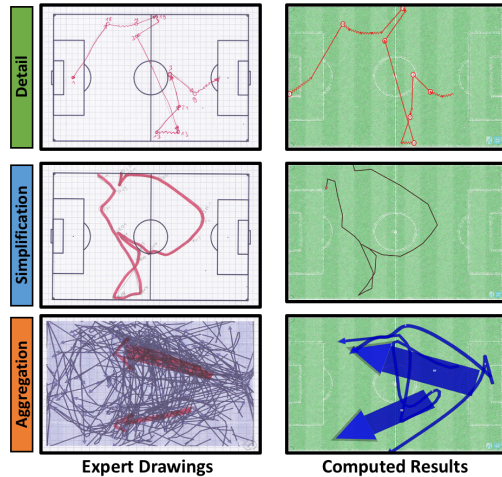 Detail
Simplification
Aggregation
Expert Drawings
Computed Results